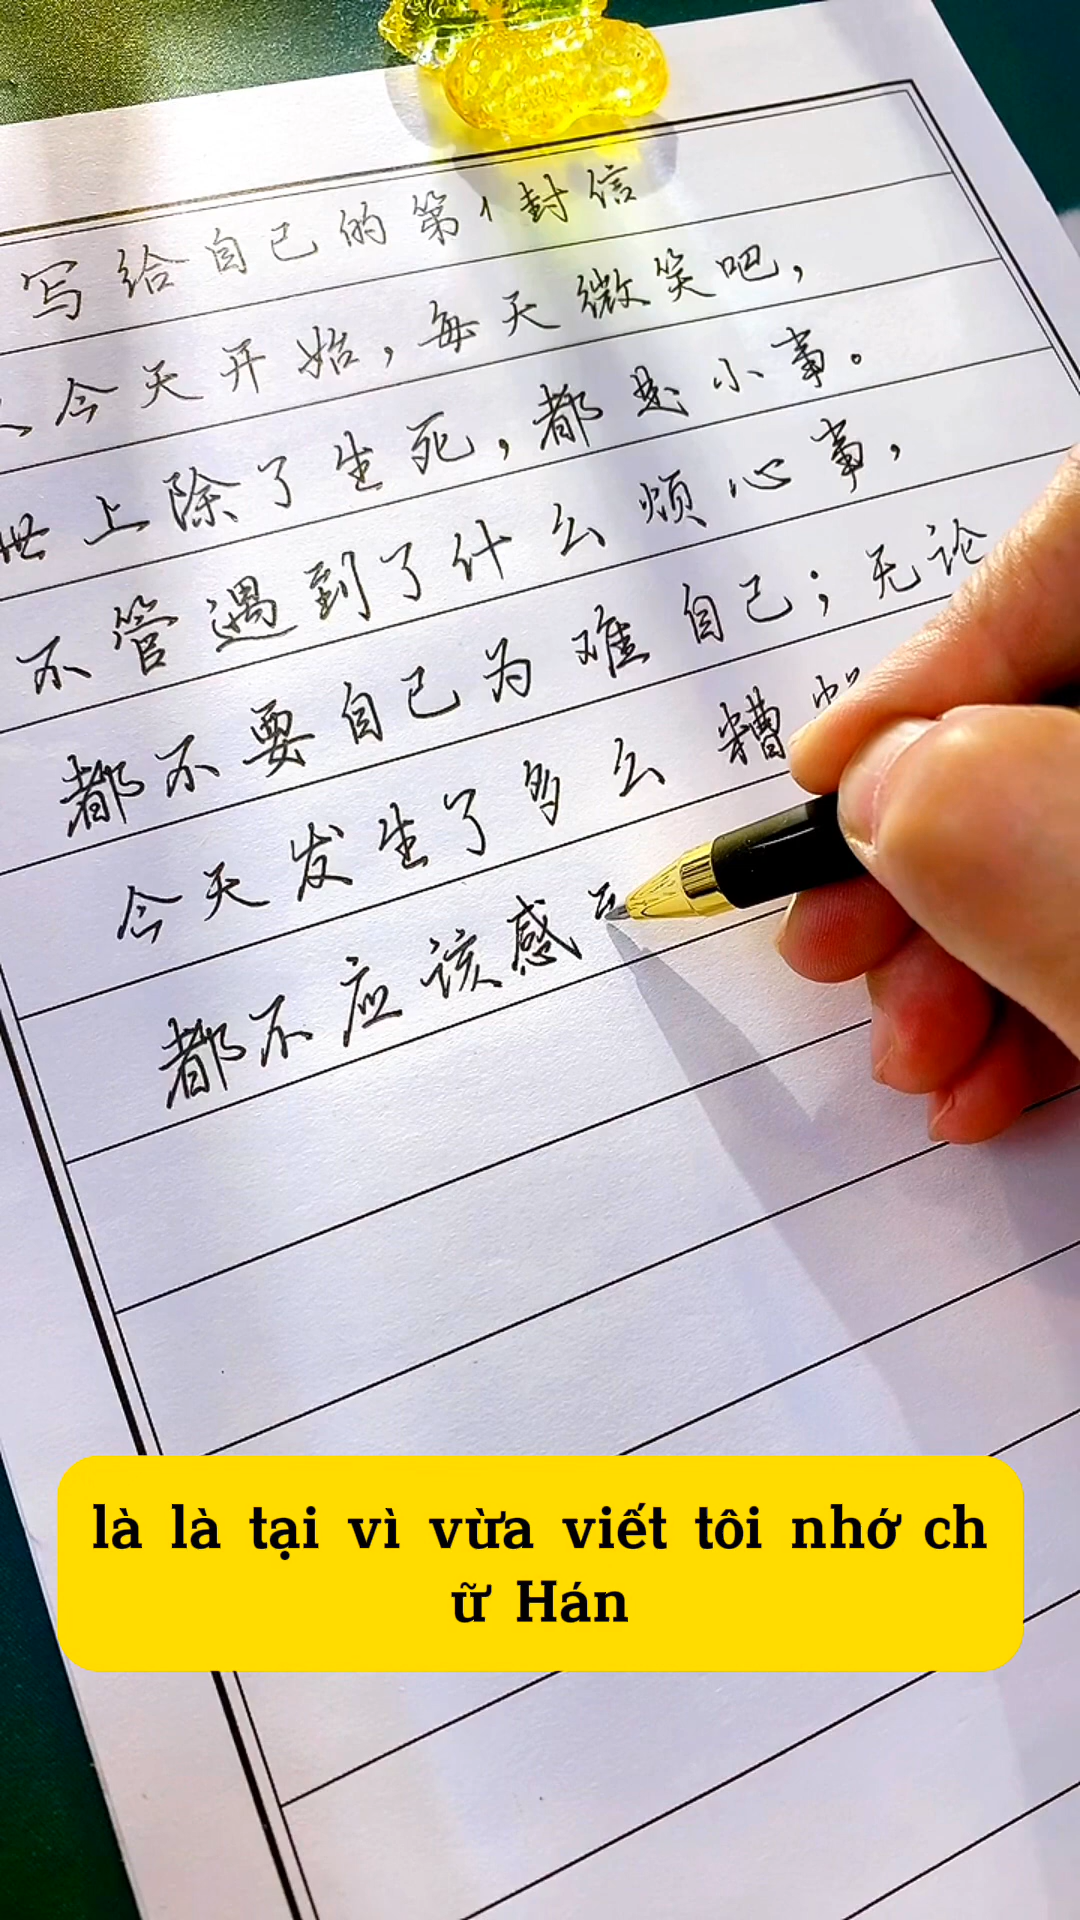 写给自己的第1封信
今天开始，每天微笑吧，
世上除了生死，都是小事。
不管遇到了什么烦心事，
都不要自己为难自己；无论
今天发生了多么糟
都不应该感
là là tại vì vừa viết tôi nhớ ch
ữ Hán